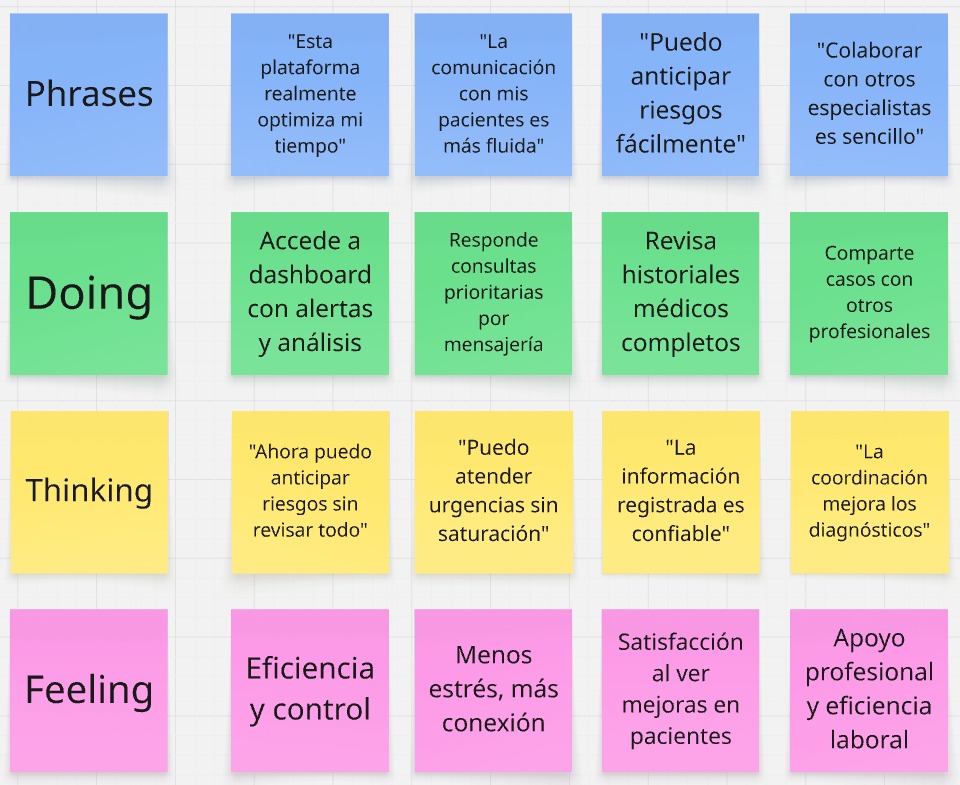 Phrases
"Esta
plataforma
realmente
optimiza mi
tiempo"
"La
comunicación
con mis
pacientes es
más fluida"
"Puedo
anticipar
riesgos
fácilmente"
"Colaborar
con otros
especialistas
es sencillo"
Doing
Accede a
dashboard
con alertas
y análisis
Responde
consultas
prioritarias
por
mensajería
Revisa
historiales
médicos
completos
Comparte
casos con
otros
profesionales
Thinking
"Ahora puedo
anticipar
riesgos sin
revisar todo"
"Puedo
atender
urgencias sin
saturación"
"La
información
registrada es
confiable"
"La
coordinación
mejora los
diagnósticos"
Feeling
Eficiencia
y control
Menos
estrés, más
conexión
Satisfacción
al ver
mejoras en
pacientes
Apoyo
profesional
y eficiencia
laboral